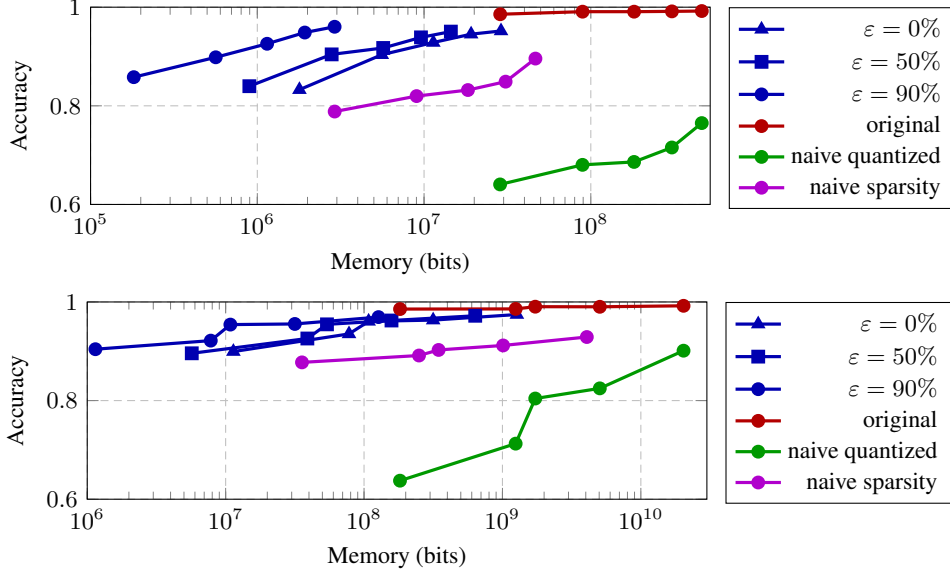 1
0.8
0.6
Accuracy
10^5
10^6
10^7
10^8
Memory (bits)
ε = 0%
ε = 50%
ε = 90%
original
naive quantized
naive sparsity
1
0.8
0.6
Accuracy
10^6
10^7
10^8
10^9
10^10
Memory (bits)
ε = 0%
ε = 50%
ε = 90%
original
naive quantized
naive sparsity